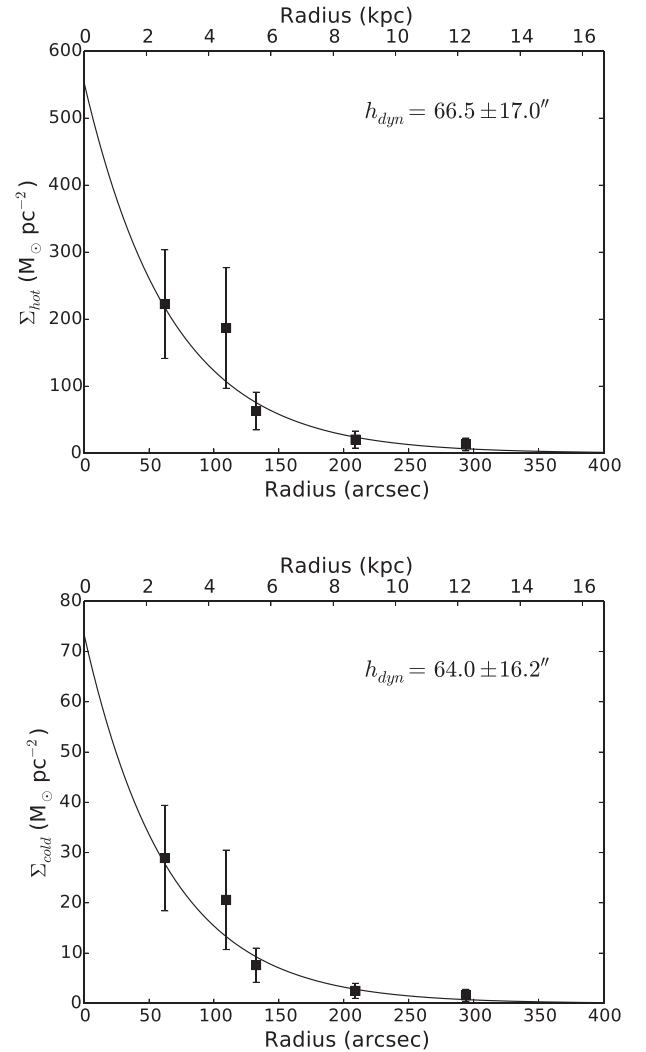 Radius (kpc)
0 2 4 6 8 10 12 14 16
600
500
400
300
200
100
0
Σhot (M⊙ pc−2)
hdyn = 66.5 ±17.0″
0 50 100 150 200 250 300 350 400
Radius (arcsec)
Radius (kpc)
0 2 4 6 8 10 12 14 16
80
70
60
50
40
30
20
10
0
Σcold (M⊙ pc−2)
hdyn = 64.0 ±16.2″
0 50 100 150 200 250 300 350 400
Radius (arcsec)